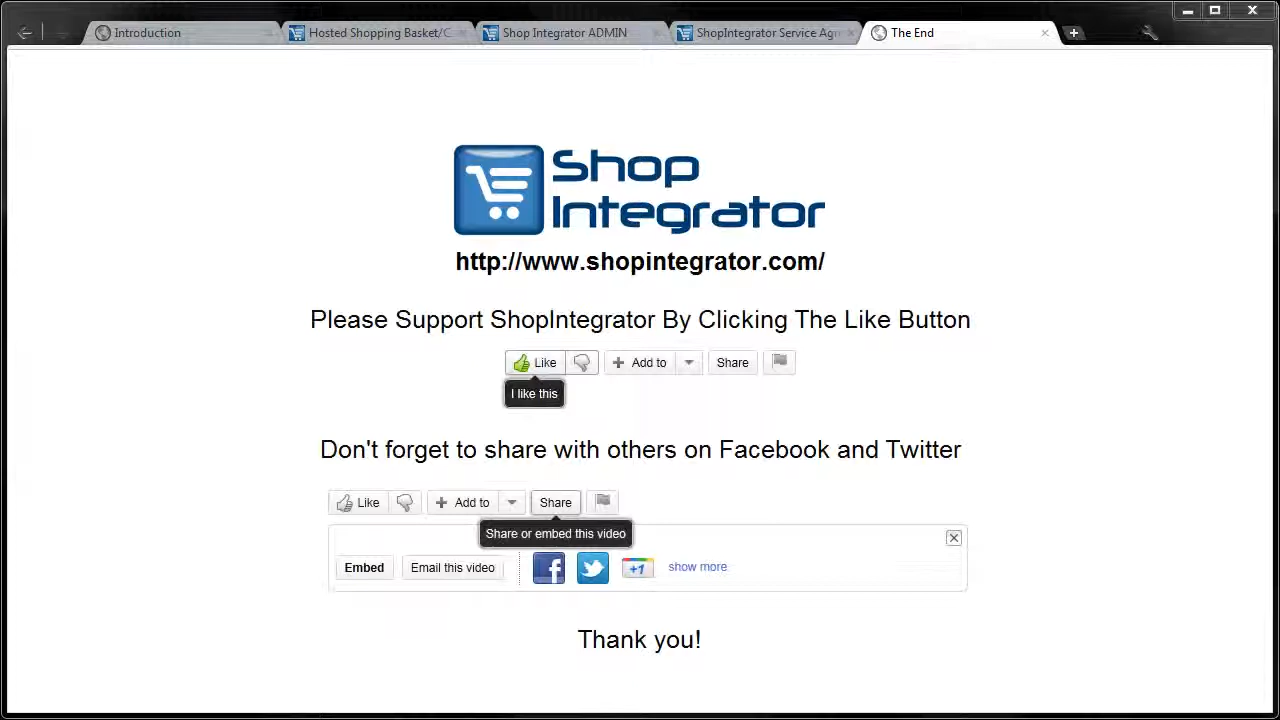 Introduction
Hosted Shopping Basket/C
Shop Integrator ADMIN
ShopIntegrator Service Agr
The End
Shop
Integrator
http://www.shopintegrator.com/
Please Support ShopIntegrator By Clicking The Like Button
Like
Add to
Share
I like this
Don't forget to share with others on Facebook and Twitter
Like
Add to
Share
Share or embed this video
Embed
Email this video
+1
show more
Thank you!